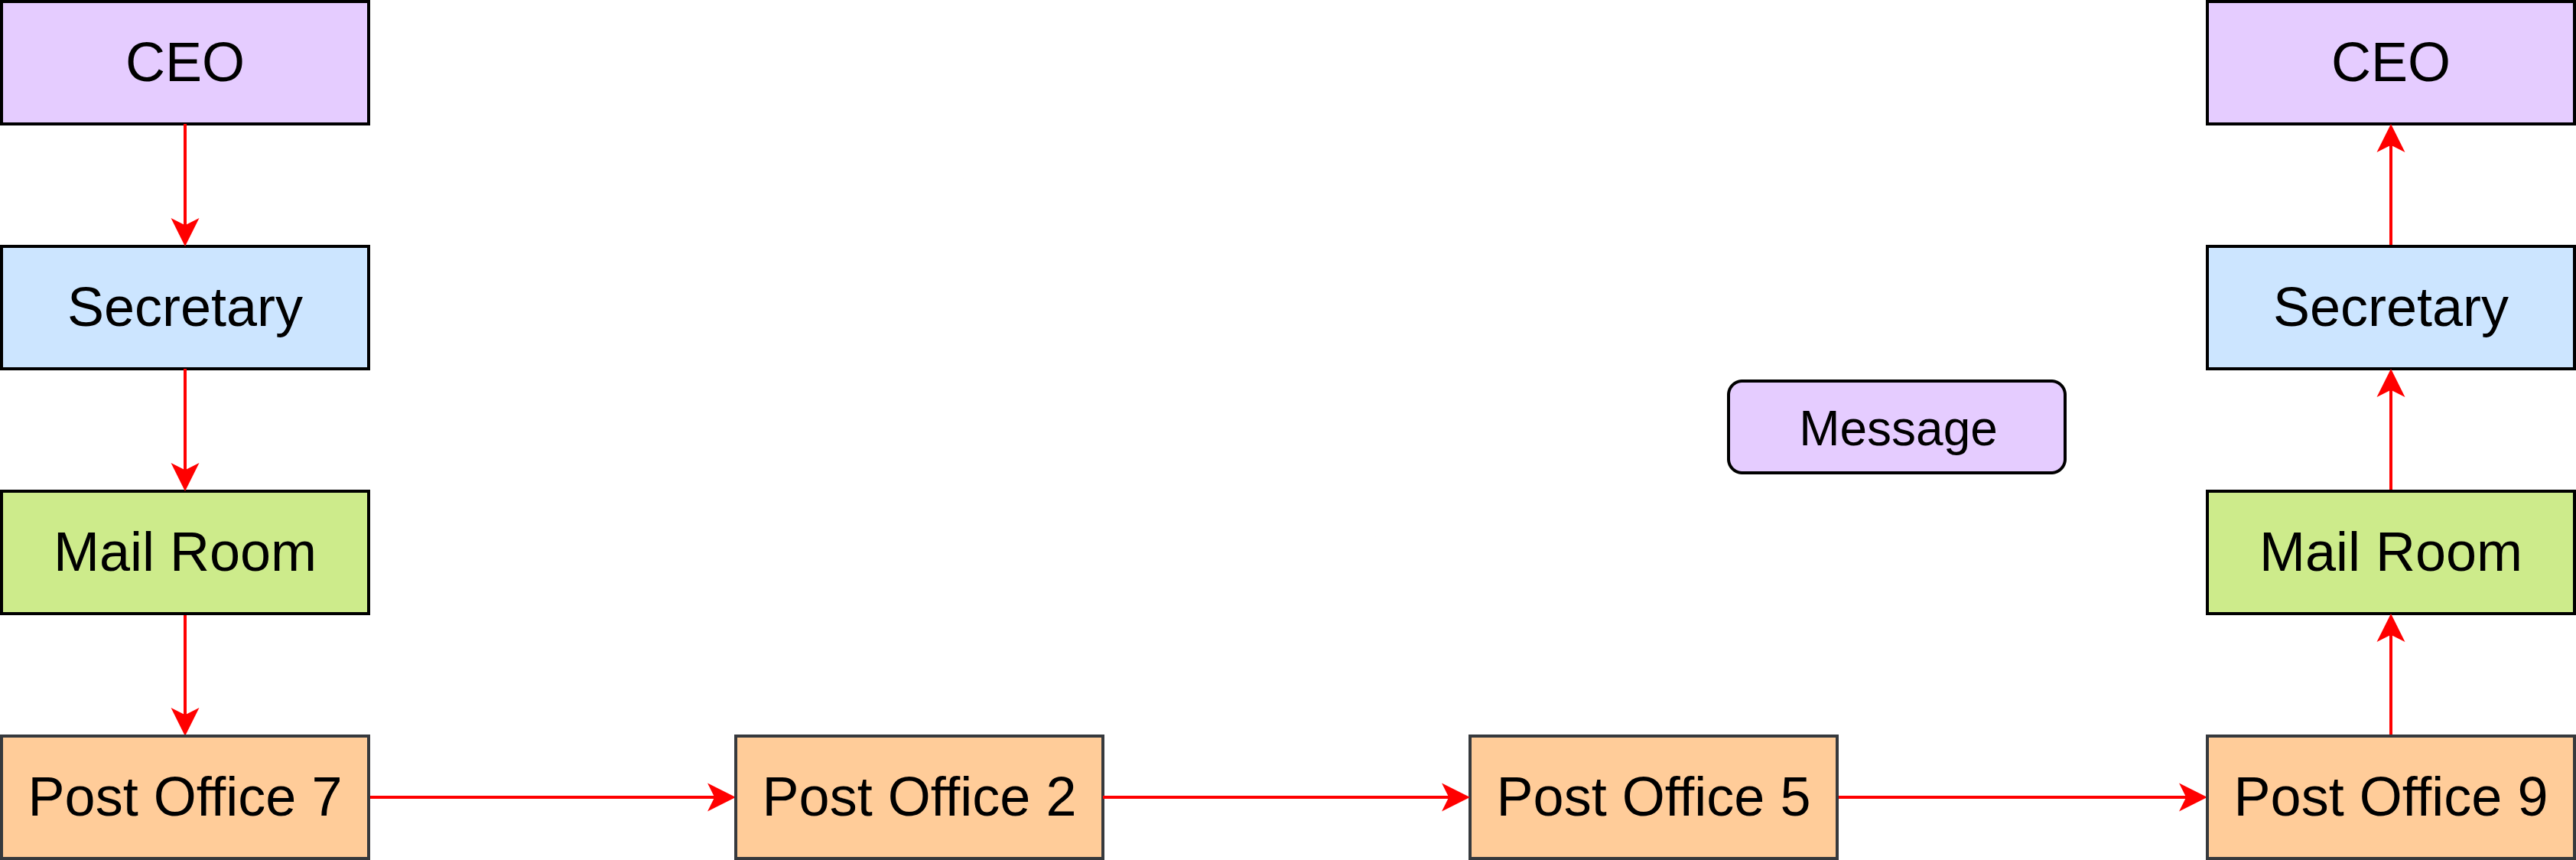 CEO
CEO
Secretary
Secretary
Message
Mail Room
Mail Room
Post Office 7
Post Office 2
Post Office 5
Post Office 9